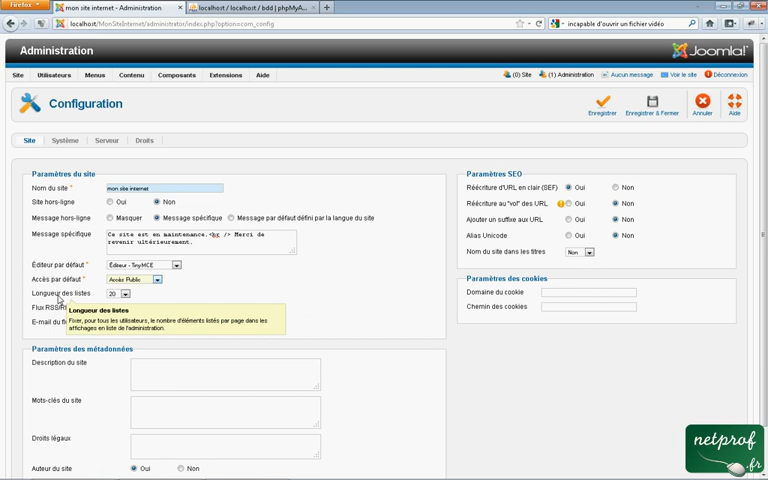 Firefox
mon site internet - Administration
localhost / localhost / bdd | phpMyA...
localhost/MonSiteInternet/administrator/index.php?option=com_config
incapable d'ouvrir un fichier vidéo
Administration
Joomla!
Site Utilisateurs Menus Contenu Composants Extensions Aide
(0) Site (1) Administration Aucun message Voir le site Déconnexion
Configuration
Enregistrer Enregistrer & Fermer Annuler Aide
Site Système Serveur Droits
Paramètres du site
Nom du site * mon site internet
Site hors-ligne Oui Non
Message hors-ligne Masquer Message spécifique Message par défaut défini par la langue du site
Message spécifique
Ce site est en maintenance.<br /> Merci de
revenir ultérieurement.
Éditeur par défaut * Éditeur - TinyMCE
Accès par défaut * Accès Public
Longueur des listes 20
Flux RSS/
E-mail du fl
Longueur des listes
Fixer, pour tous les utilisateurs, le nombre d'éléments listés par page dans les
affichages en liste de l'administration.
Paramètres des métadonnées
Description du site
Mots-clés du site
Droits légaux
Auteur du site Oui Non
Paramètres SEO
Réécriture d'URL en clair (SEF) Oui Non
Réécriture au "vol" des URL Oui Non
Ajouter un suffixe aux URL Oui Non
Alias Unicode Oui Non
Nom du site dans les titres Non
Paramètres des cookies
Domaine du cookie
Chemin des cookies
netprof
.fr